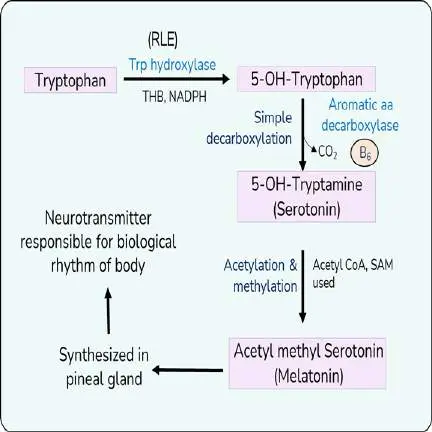 (RLE)
Tryptophan
Trp hydroxylase
THB, NADPH
5-OH-Tryptophan
Simple
decarboxylation
Aromatic aa
decarboxylase
CO₂
B₆
5-OH-Tryptamine
(Serotonin)
Acetylation &
methylation
Acetyl CoA, SAM
used
Acetyl methyl Serotonin
(Melatonin)
Synthesized in
pineal gland
Neurotransmitter
responsible for biological
rhythm of body